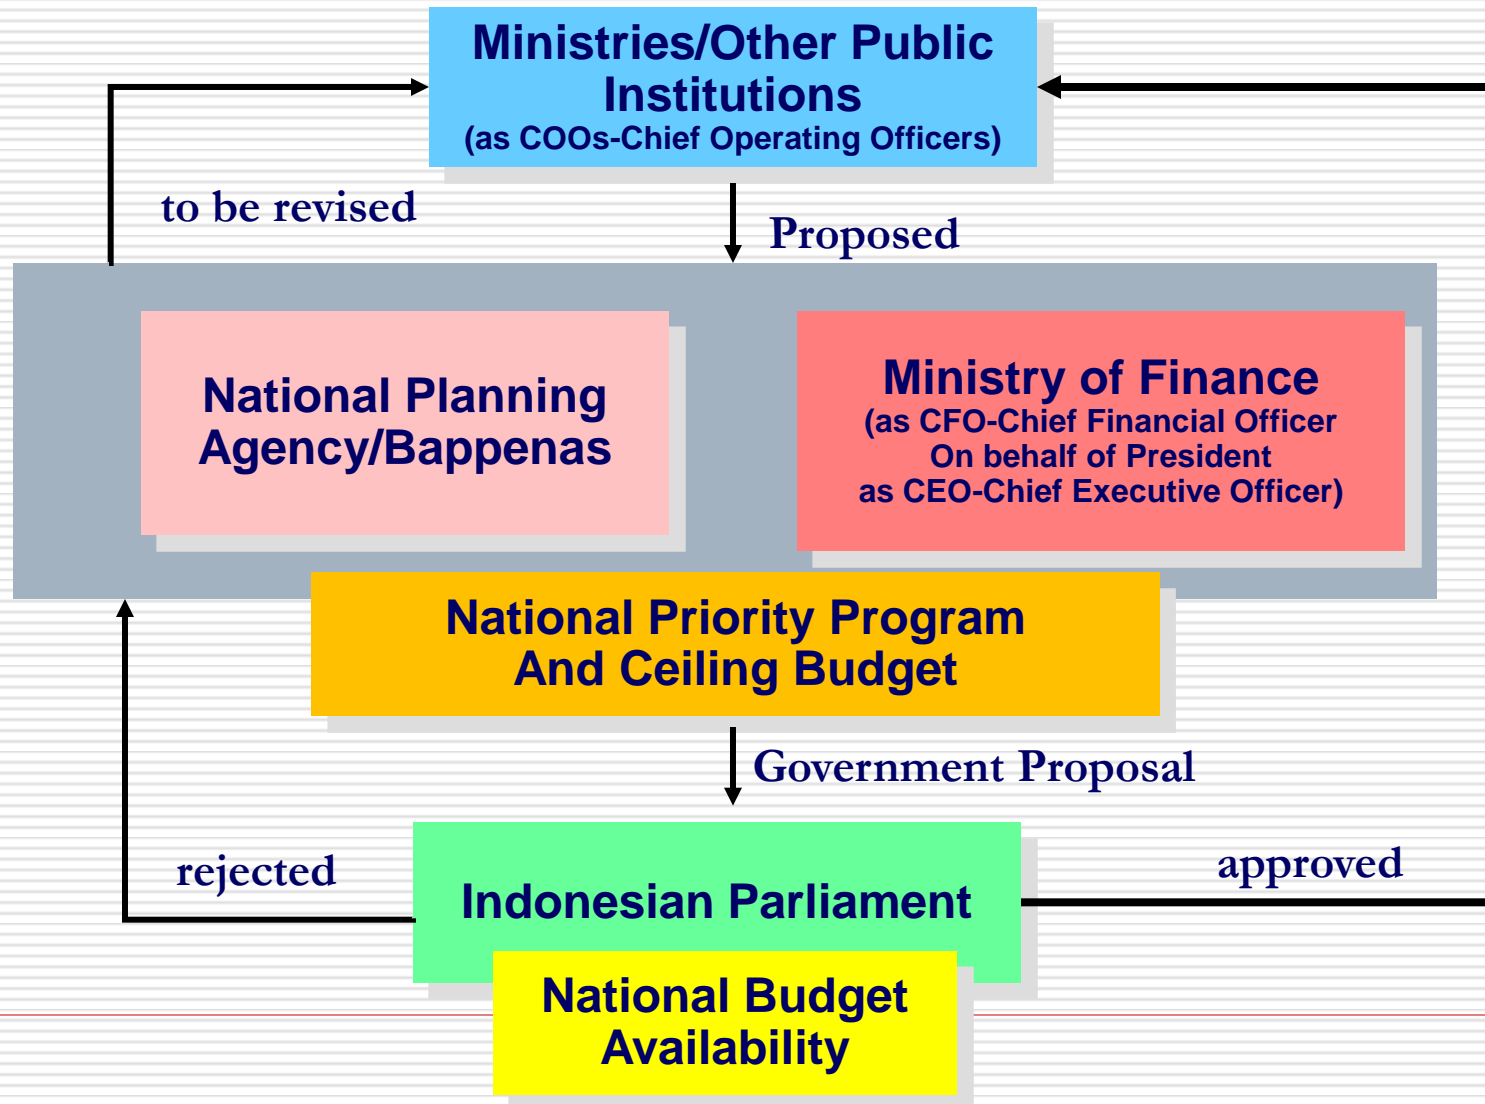 Ministries/Other Public
Institutions
(as COOs-Chief Operating Officers)
to be revised
Proposed
National Planning
Agency/Bappenas
Ministry of Finance
(as CFO-Chief Financial Officer
On behalf of President
as CEO-Chief Executive Officer)
National Priority Program
And Ceiling Budget
Government Proposal
rejected
approved
Indonesian Parliament
National Budget
Availability